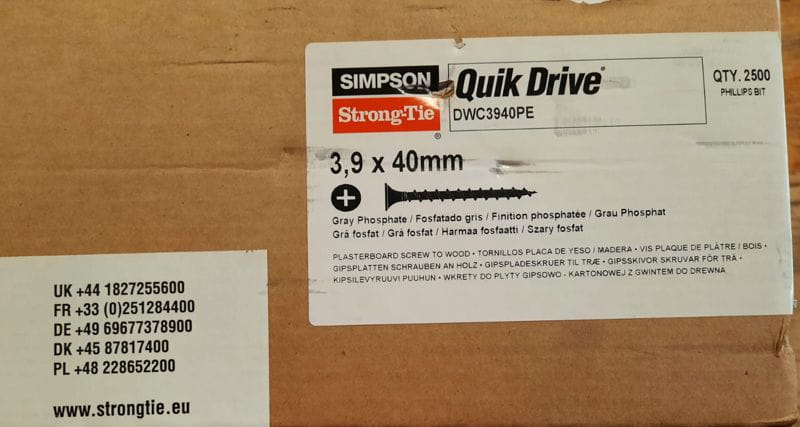 SIMPSON
Strong-Tie
®
Quik Drive®
DWC3940PE
QTY. 2500
PHILLIPS BIT
3,9 x 40mm
Gray Phosphate / Fosfatado gris / Finition phosphatée / Grau Phosphat
Grå fosfat / Grå fosfat / Harmaa fosfaatti / Szary fosfat
PLASTERBOARD SCREW TO WOOD · TORNILLOS PLACA DE YESO / MADERA · VIS PLAQUE DE PLÂTRE / BOIS ·
GIPSPLATTEN SCHRAUBEN AN HOLZ · GIPSPLADESKRUER TIL TRÆ · GIPSSKIVOR SKRUVAR FÖR TRÅ ·
KIPSILEVYRUUVI PUUHUN · WKRETY DO PLYTY GIPSOWO - KARTONOWEJ Z GWINTEM DO DREWNA
UK +44 1827255600
FR +33 (0)251284400
DE +49 69677378900
DK +45 87817400
PL +48 228652200
www.strongtie.eu